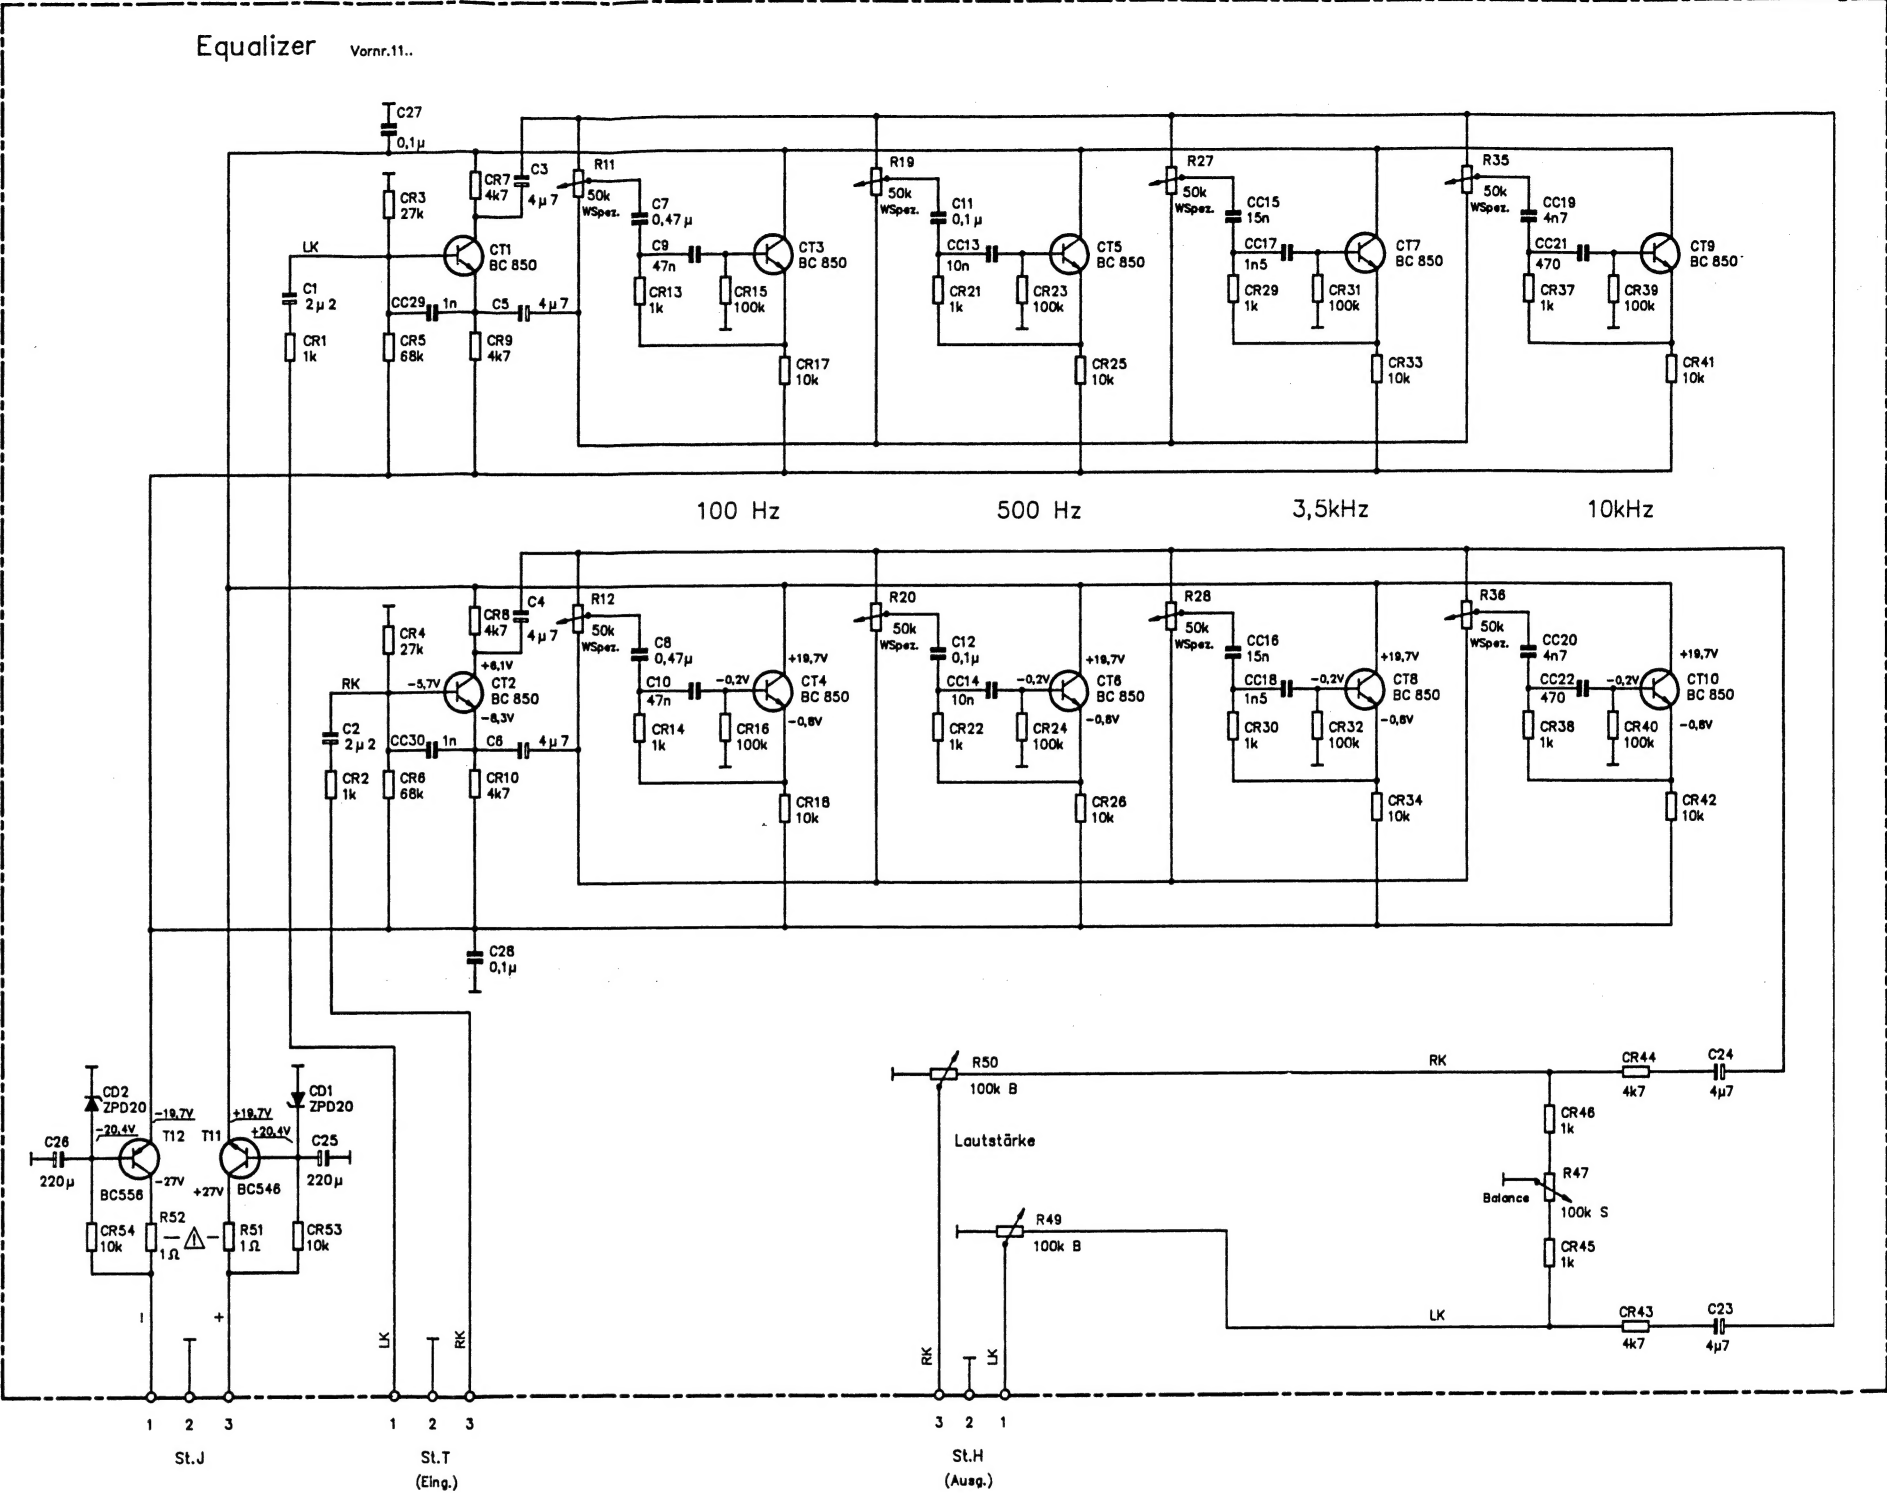 Equalizer Vornr.11..
C27
0,1µ
CR3
27k
CR7
4k7
C3
4µ7
R11
50k
WSpez.
C7
0,47µ
C9
47n
CR13
1k
CR15
100k
CT3
BC 850
CR17
10k
R19
50k
WSpez.
C11
0,1µ
CC13
10n
CR21
1k
CR23
100k
CT5
BC 850
CR25
10k
R27
50k
WSpez.
CC15
15n
CC17
1n5
CR29
1k
CR31
100k
CT7
BC 850
CR33
10k
R35
50k
WSpez.
CC19
4n7
CC21
470
CR37
1k
CR39
100k
CT9
BC 850
CR41
10k
LK
CT1
BC 850
C1
2µ2
CR1
1k
CC29 1n
C5 4µ7
CR5
68k
CR9
4k7
100 Hz 500 Hz 3,5kHz 10kHz
CR4
27k
CR8
4k7
C4
4µ7
R12
50k
WSpez.
C8
0,47µ
C10
47n
-0,2V
CR14
1k
CR16
100k
+19,7V
CT4
BC 850
-0,8V
CR18
10k
R20
50k
WSpez.
C12
0,1µ
CC14
10n
-0,2V
CR22
1k
CR24
100k
+19,7V
CT6
BC 850
-0,8V
CR26
10k
R28
50k
WSpez.
CC16
15n
CC18
1n5
-0,2V
CR30
1k
CR32
100k
+19,7V
CT8
BC 850
-0,8V
CR34
10k
R36
50k
WSpez.
CC20
4n7
CC22
470
-0,2V
CR38
1k
CR40
100k
+19,7V
CT10
BC 850
-0,8V
CR42
10k
RK
-5,7V
+6,1V
CT2
BC 850
-6,3V
C2
2µ2
CR2
1k
CC30 1n
C6 4µ7
CR6
68k
CR10
4k7
C28
0,1µ
CD2
ZPD20
-19,7V
-20,4V
T12
C26
220µ
BC556
-27V
CR54
10k
R52
1Ω
CD1
ZPD20
+19,7V
+20,4V
T11
C25
220µ
BC546
+27V
R51
1Ω
CR53
10k
-
+
LK
RK
R50
100k B
Lautstärke
R49
100k B
RK
LK
RK
CR44
4k7
C24
4µ7
CR46
1k
R47
Balance
100k S
CR45
1k
LK
CR43
4k7
C23
4µ7
1 2 3
St.J
1 2 3
St.T
(Eing.)
3 2 1
St.H
(Ausg.)